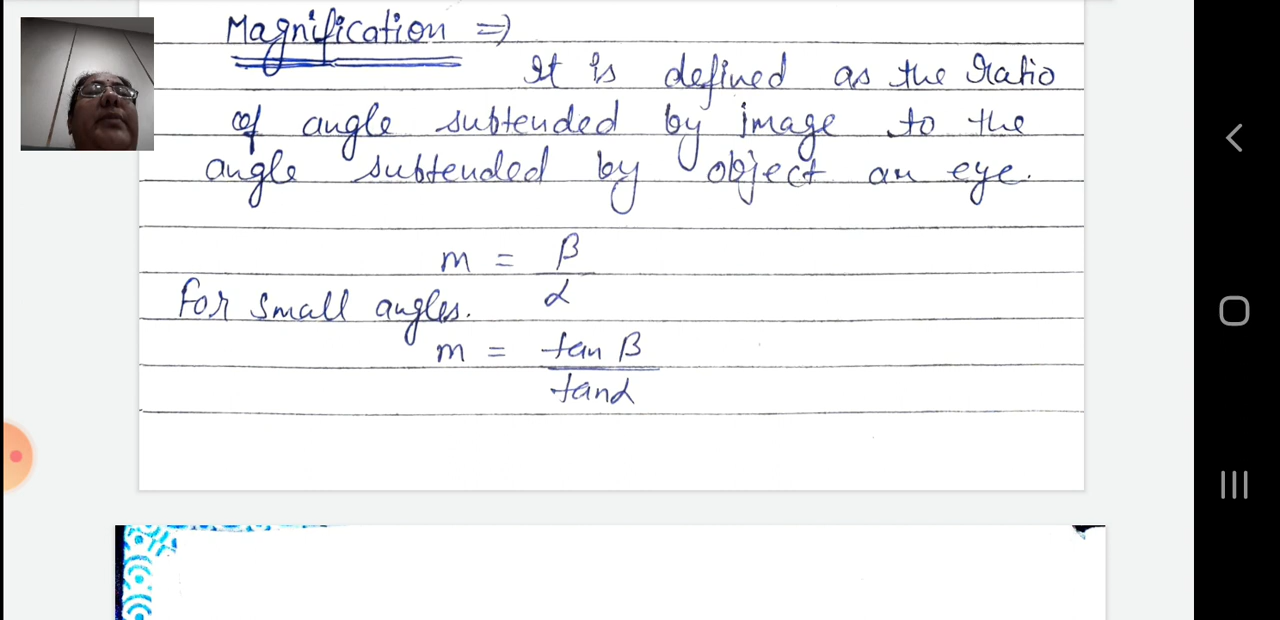 Magnification ⇒
It is defined as the ratio
of angle subtended by image to the
angle subtended by object an eye.
m = β/α
for small angles.
m = tan β/tan α